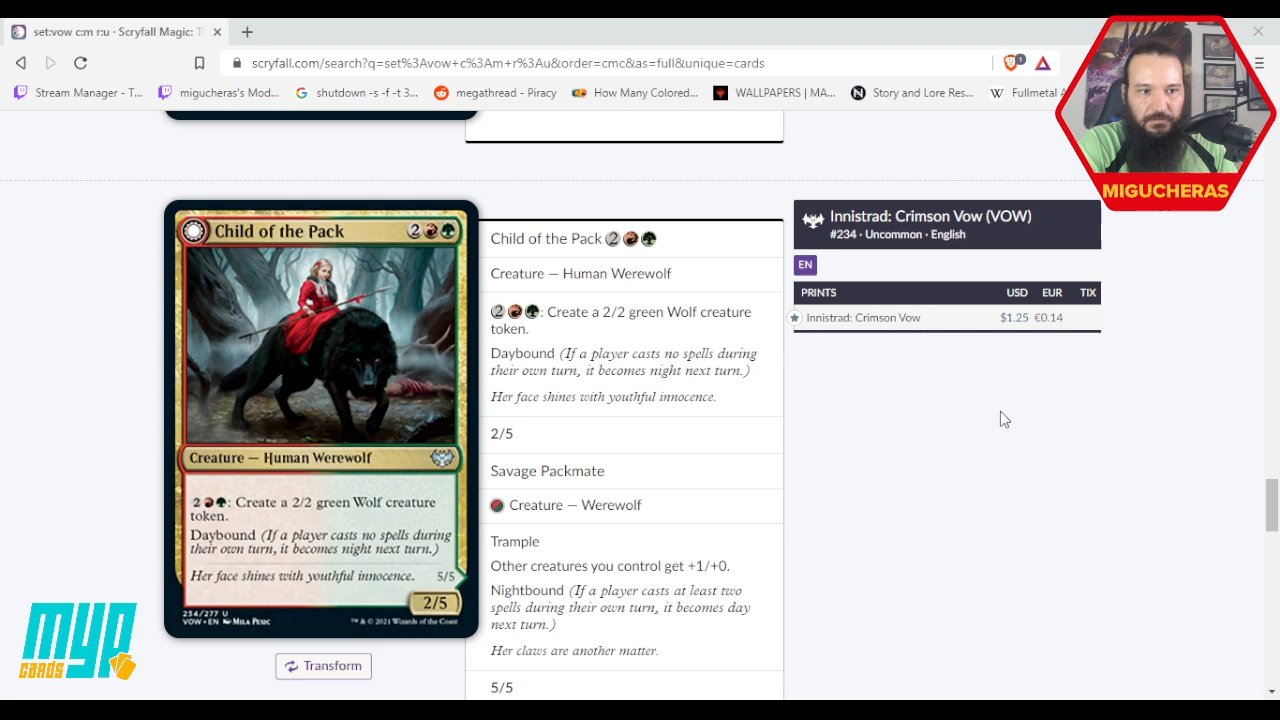 set:vow c:m r:u · Scryfall Magic: T
scryfall.com/search?q=set%3Avow+c%3Am+r%3Au&order=cmc&as=full&unique=cards
1
Stream Manager - T...
migucheras's Mod...
shutdown -s -f -t 3...
megathread - Piracy
How Many Colored...
WALLPAPERS | MA...
Story and Lore Res...
Fullmetal A
MIGUCHERAS
Child of the Pack 2
Creature — Human Werewolf
2 : Create a 2/2 green Wolf creature
token.
Daybound (If a player casts no spells during
their own turn, it becomes night next turn.)
Her face shines with youthful innocence. 5/5
2/5
234/277 U
VOW • EN Mila Pesic
™ & © 2021 Wizards of the Coast
Transform
Child of the Pack 2
Creature — Human Werewolf
2 : Create a 2/2 green Wolf creature
token.
Daybound (If a player casts no spells during
their own turn, it becomes night next turn.)
Her face shines with youthful innocence.
2/5
Savage Packmate
Creature — Werewolf
Trample
Other creatures you control get +1/+0.
Nightbound (If a player casts at least two
spells during their own turn, it becomes day
next turn.)
Her claws are another matter.
5/5
Innistrad: Crimson Vow (VOW)
#234 · Uncommon · English
EN
PRINTS USD EUR TIX
Innistrad: Crimson Vow $1.25 €0.14
myp
cards